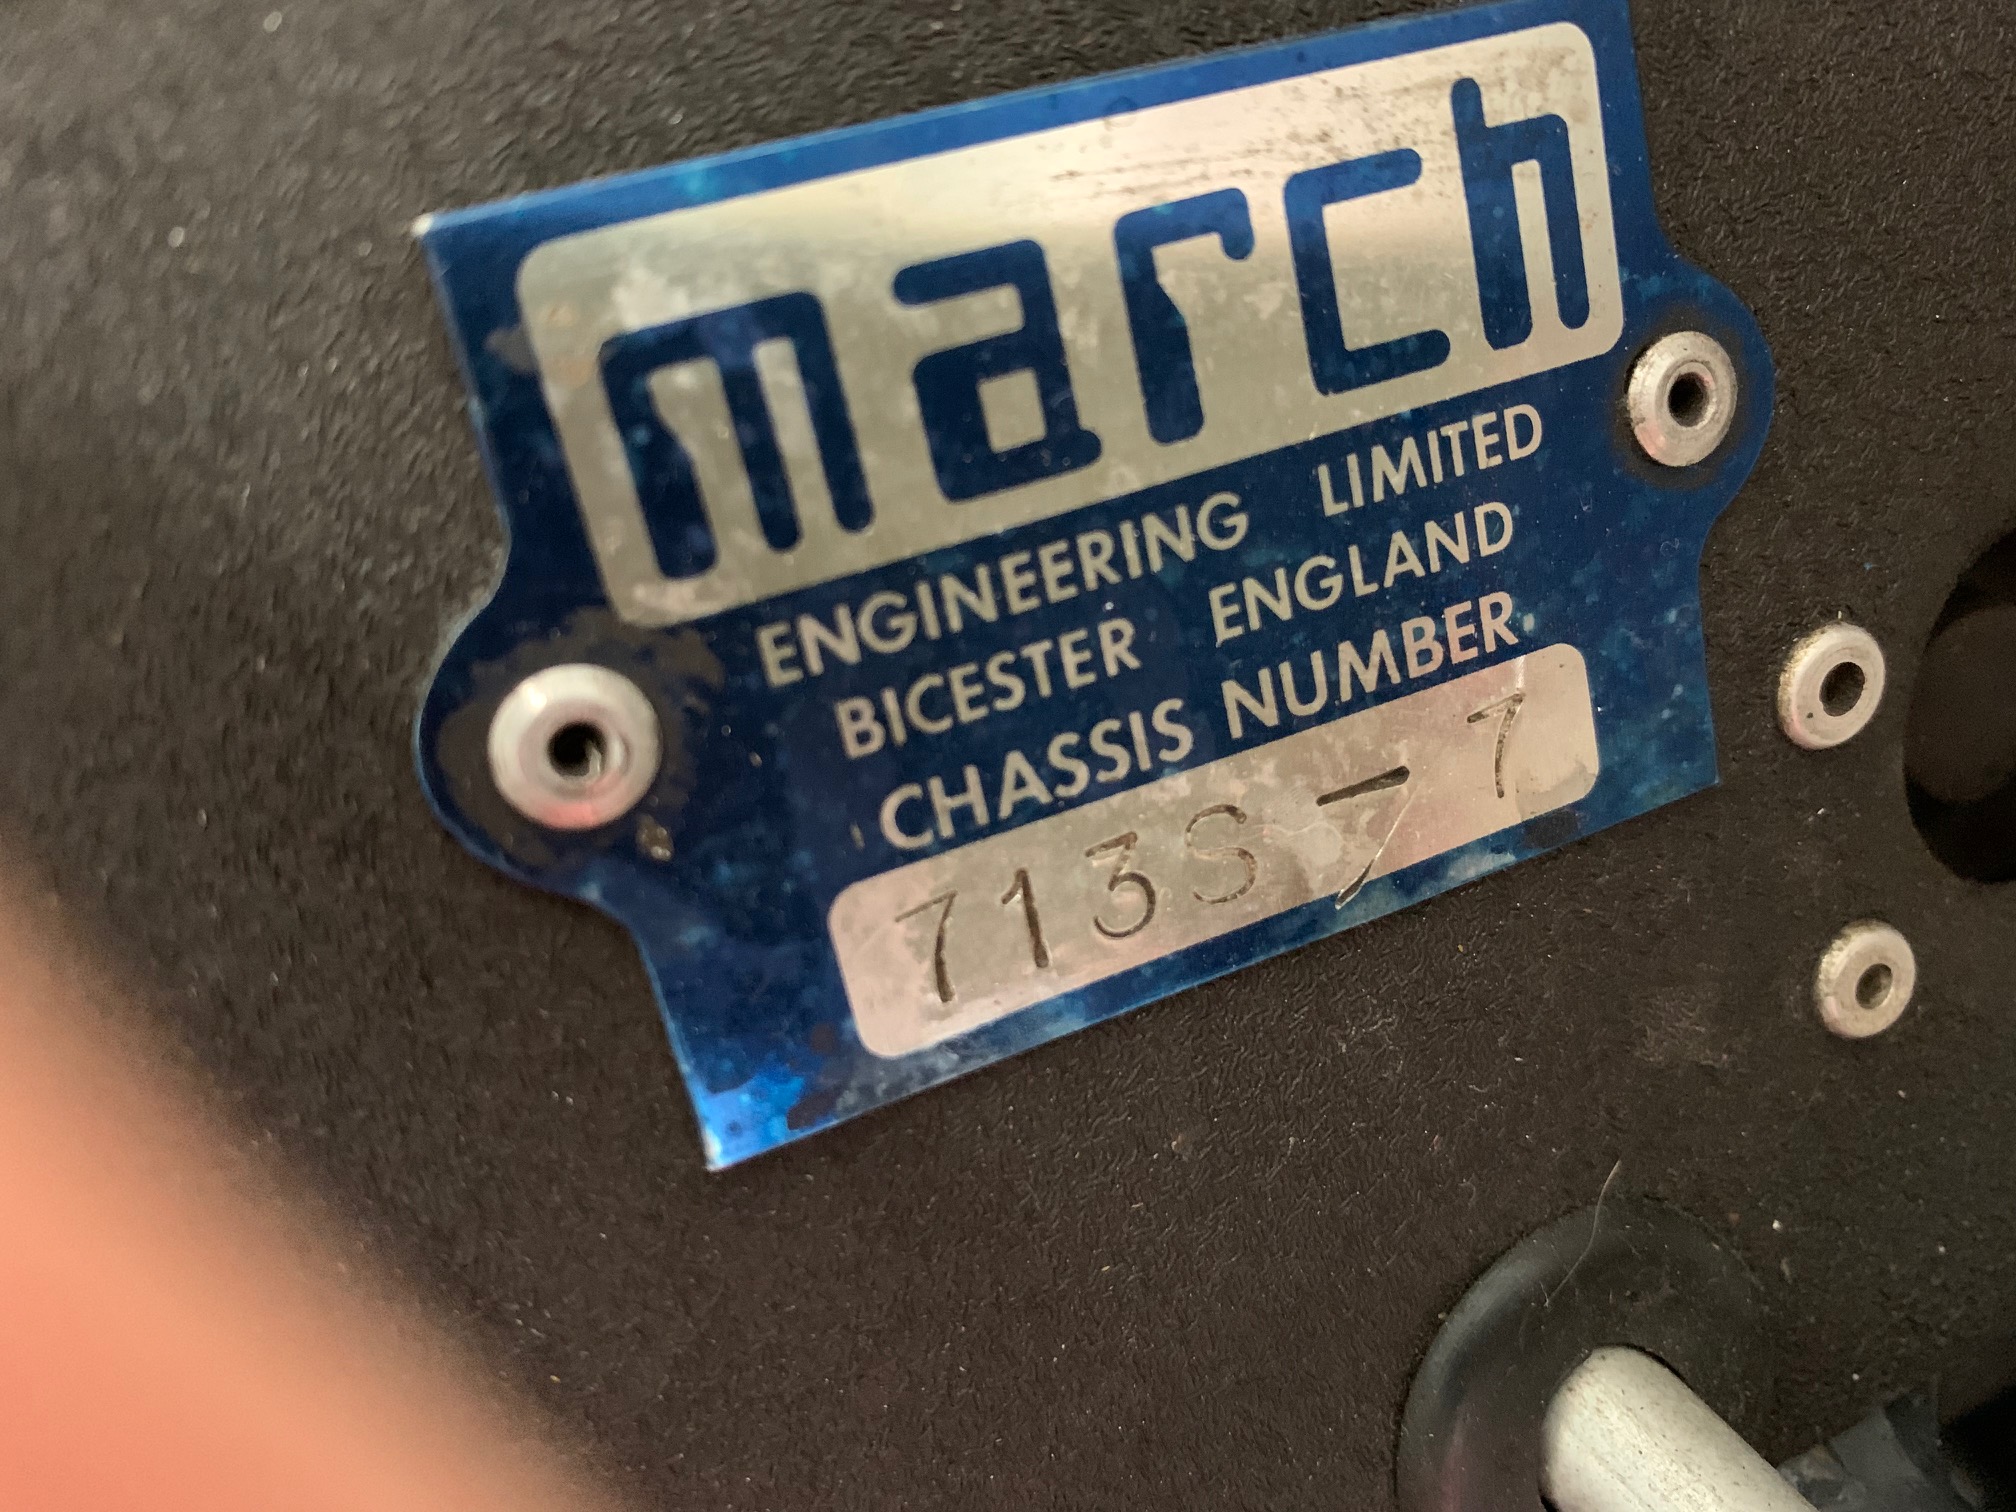 march
ENGINEERING LIMITED
BICESTER ENGLAND
CHASSIS NUMBER
713S-7